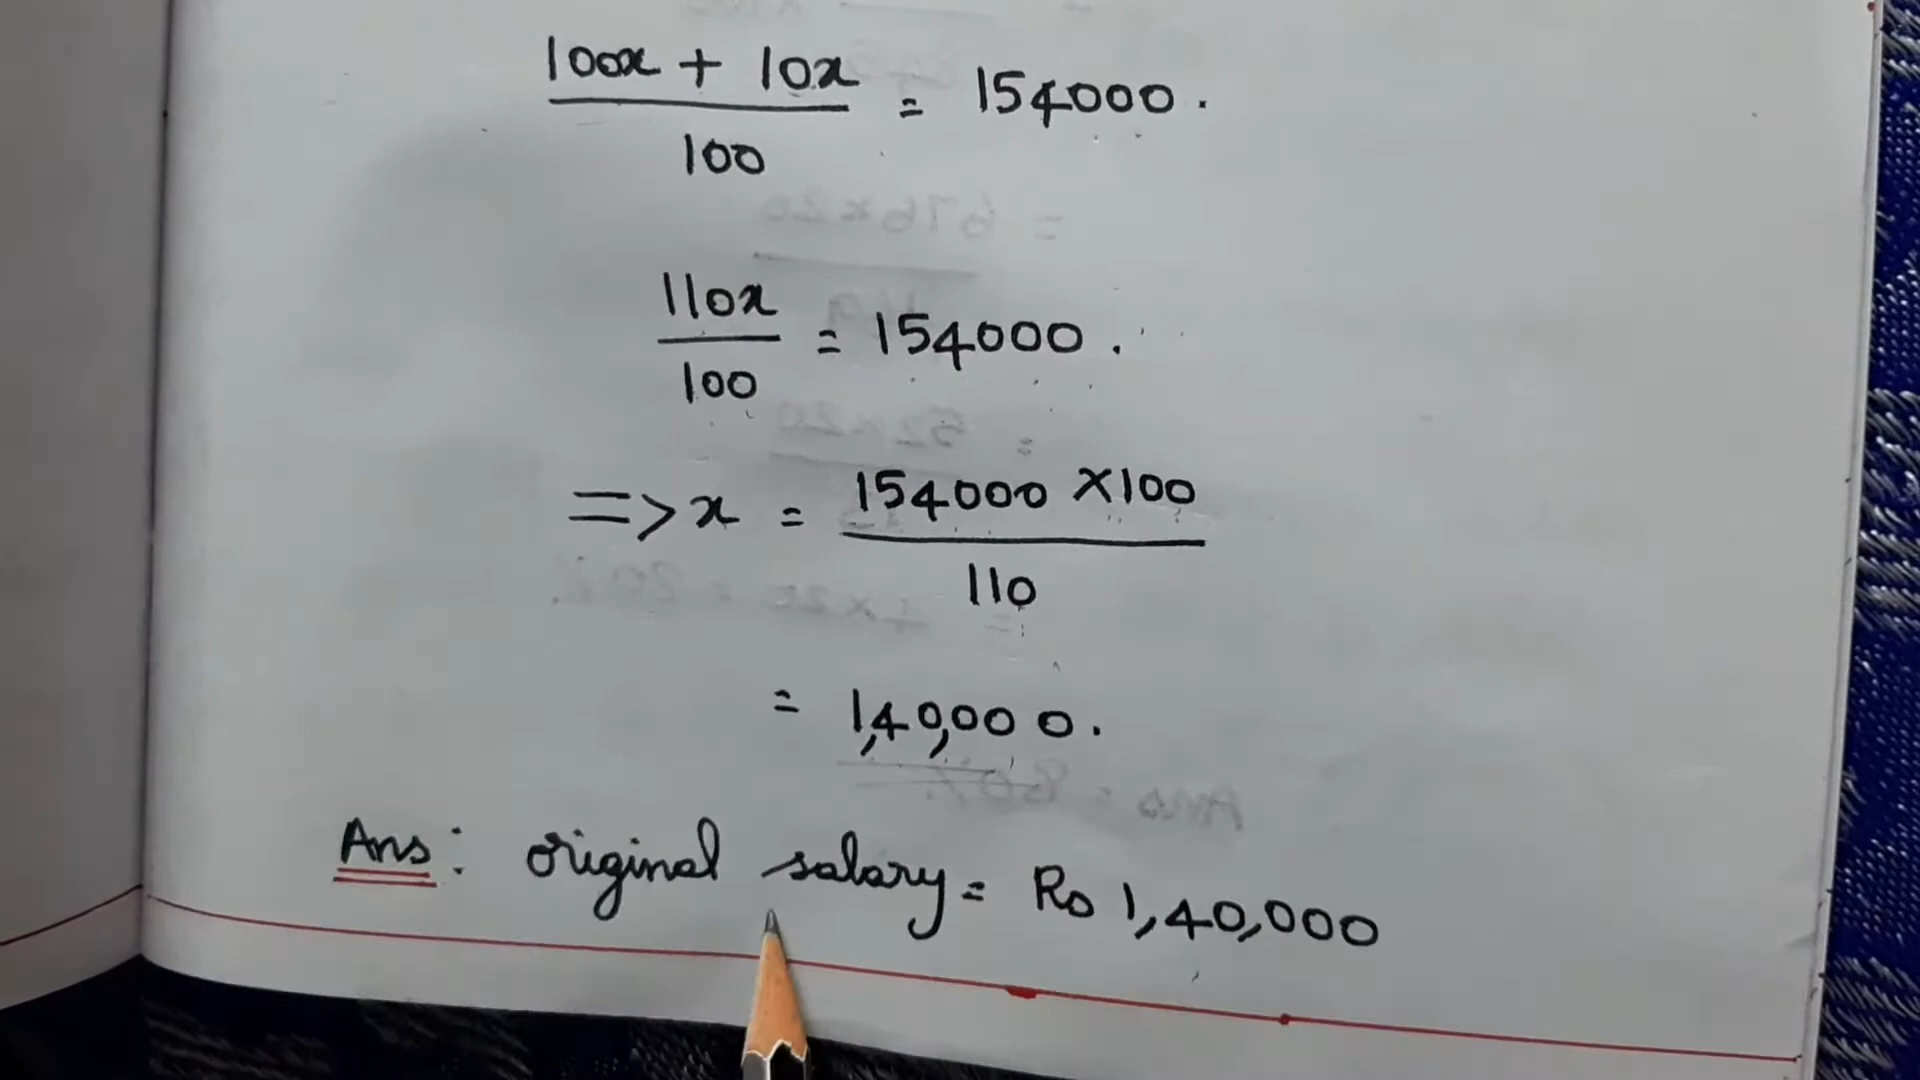 100x + 10x / 100 = 154000.
110x / 100 = 154000.
=> x = 154000 X100 / 110
= 1,40,000.
Ans: original salary = Rs 1,40,000